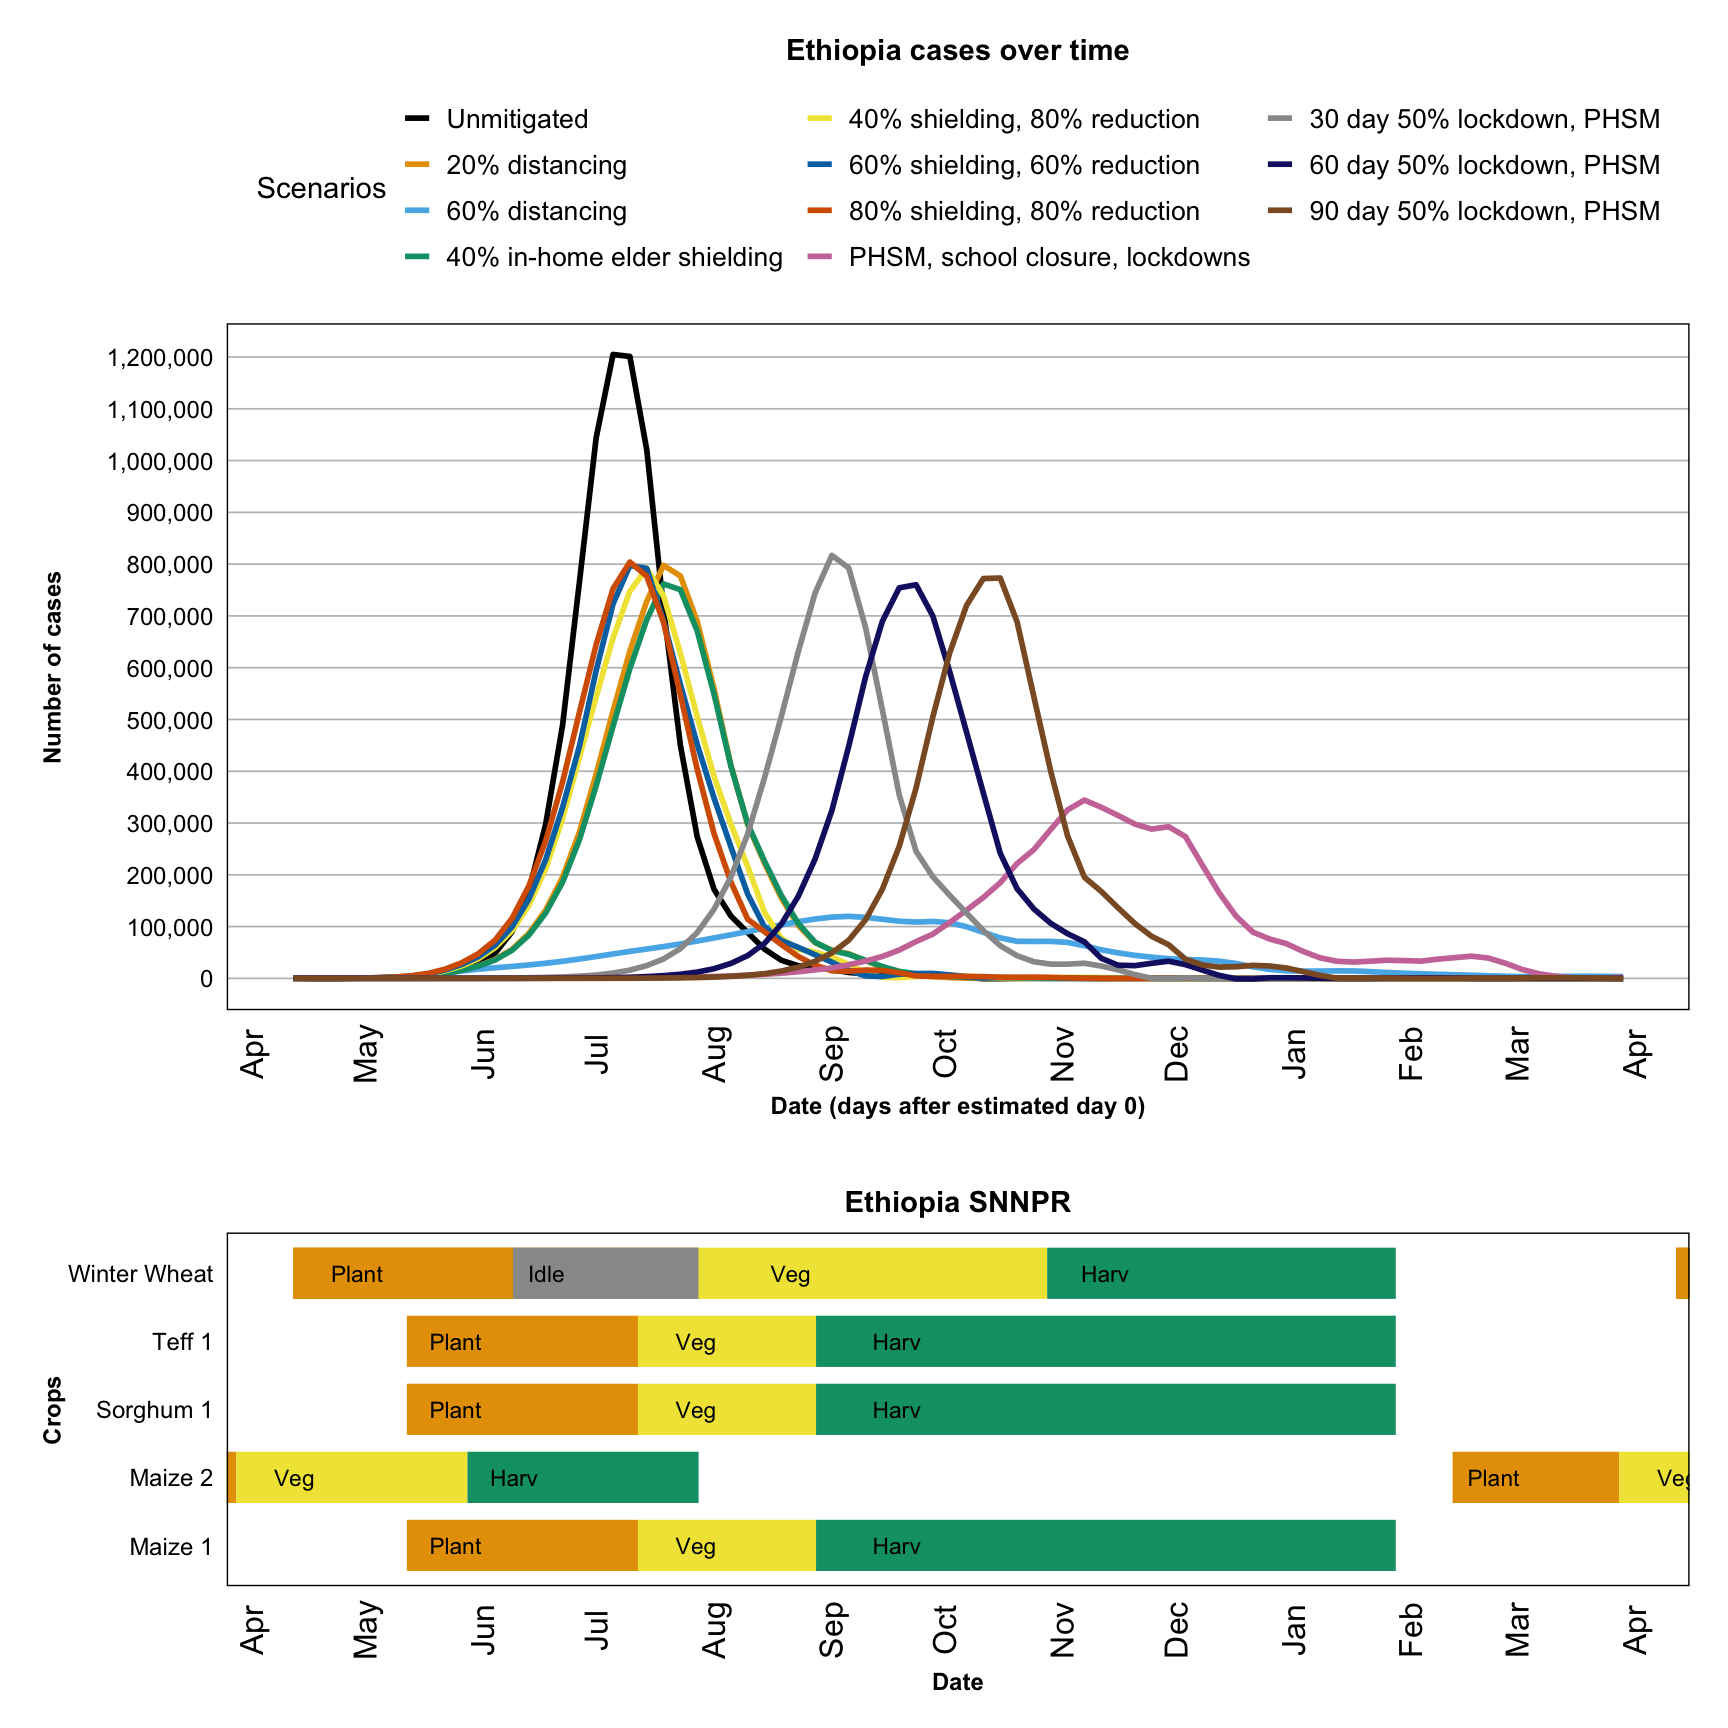 Ethiopia cases over time
Scenarios
Unmitigated
20% distancing
60% distancing
40% in-home elder shielding
40% shielding, 80% reduction
60% shielding, 60% reduction
80% shielding, 80% reduction
PHSM, school closure, lockdowns
30 day 50% lockdown, PHSM
60 day 50% lockdown, PHSM
90 day 50% lockdown, PHSM
Number of cases
1,200,000
1,100,000
1,000,000
900,000
800,000
700,000
600,000
500,000
400,000
300,000
200,000
100,000
0
Apr May Jun Jul Aug Sep Oct Nov Dec Jan Feb Mar Apr
Date (days after estimated day 0)
Ethiopia SNNPR
Crops
Winter Wheat Plant Idle Veg Harv
Teff 1 Plant Veg Harv
Sorghum 1 Plant Veg Harv
Maize 2 Veg Harv Plant Veg
Maize 1 Plant Veg Harv
Apr May Jun Jul Aug Sep Oct Nov Dec Jan Feb Mar Apr
Date